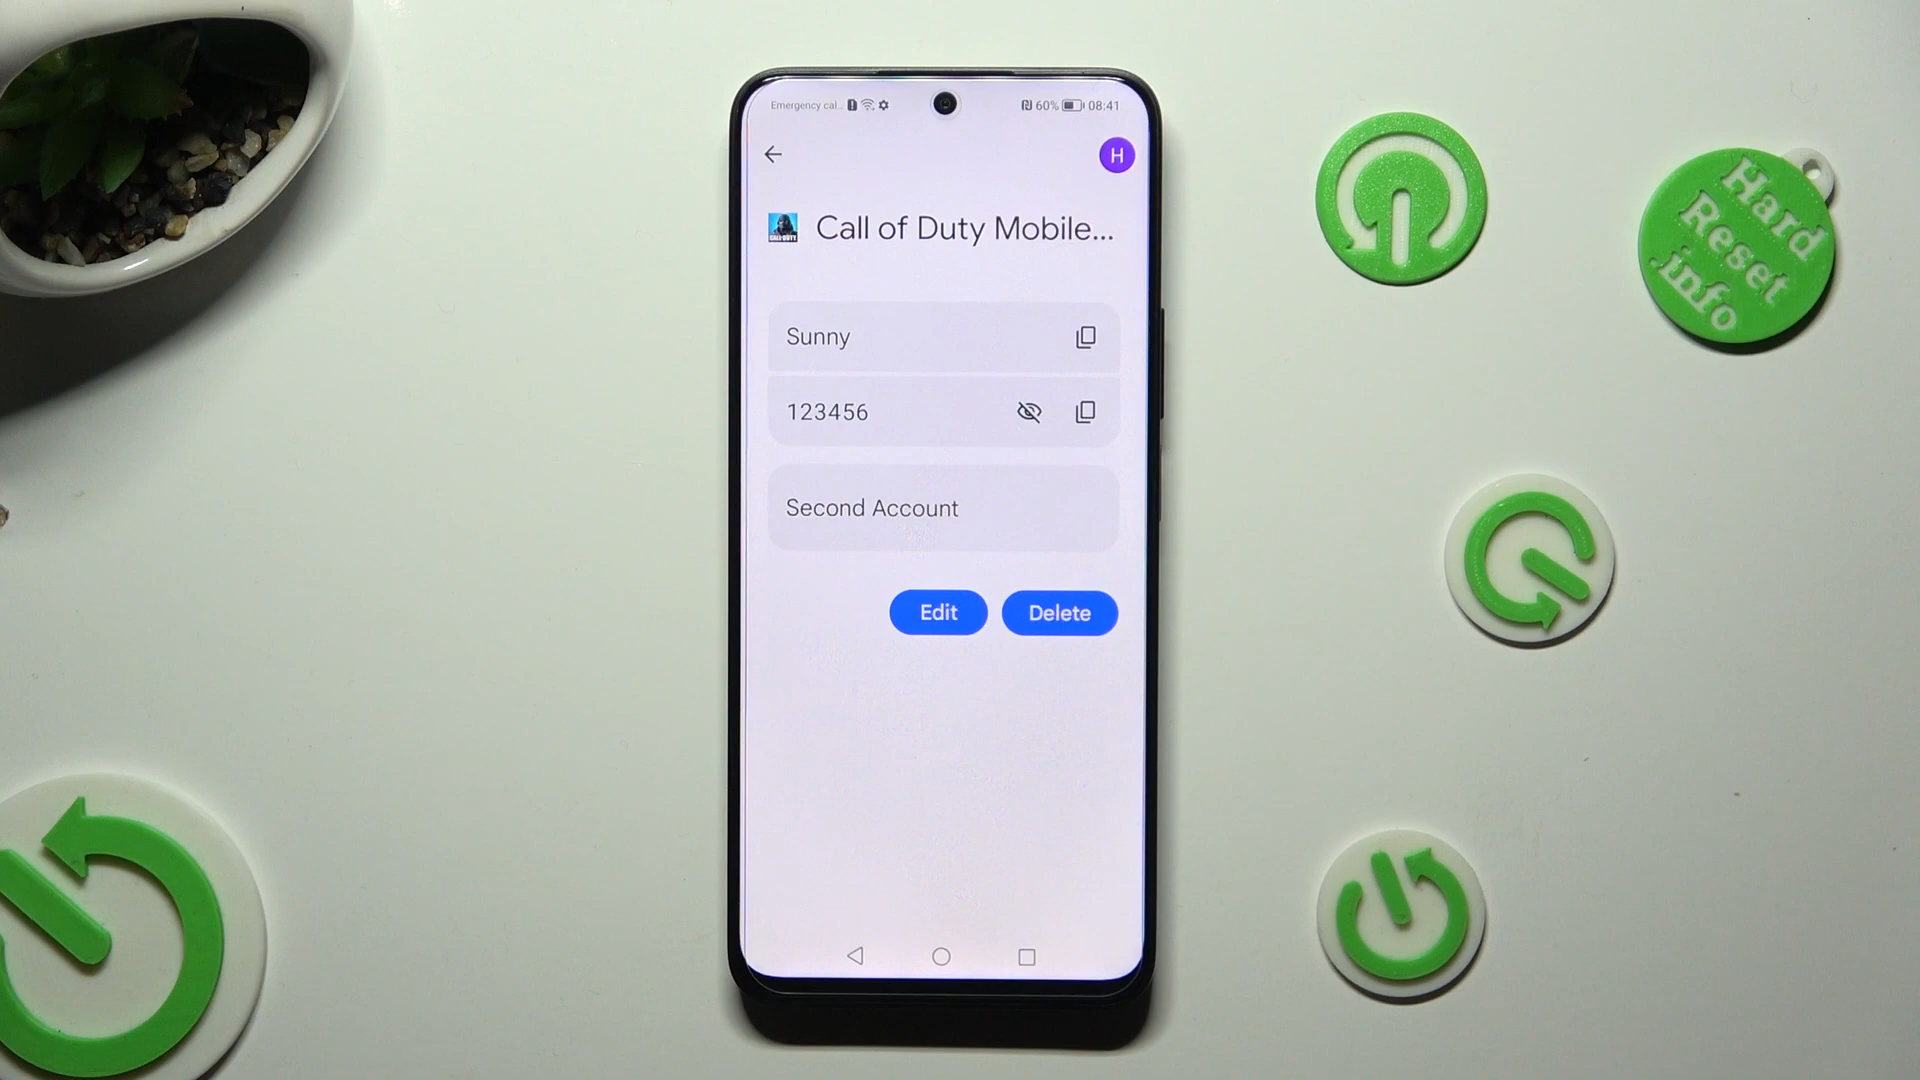 Emergency cal... 60% 08:41
H
Call of Duty Mobile...
Sunny
123456
Second Account
Edit Delete
Hard
Reset
.info